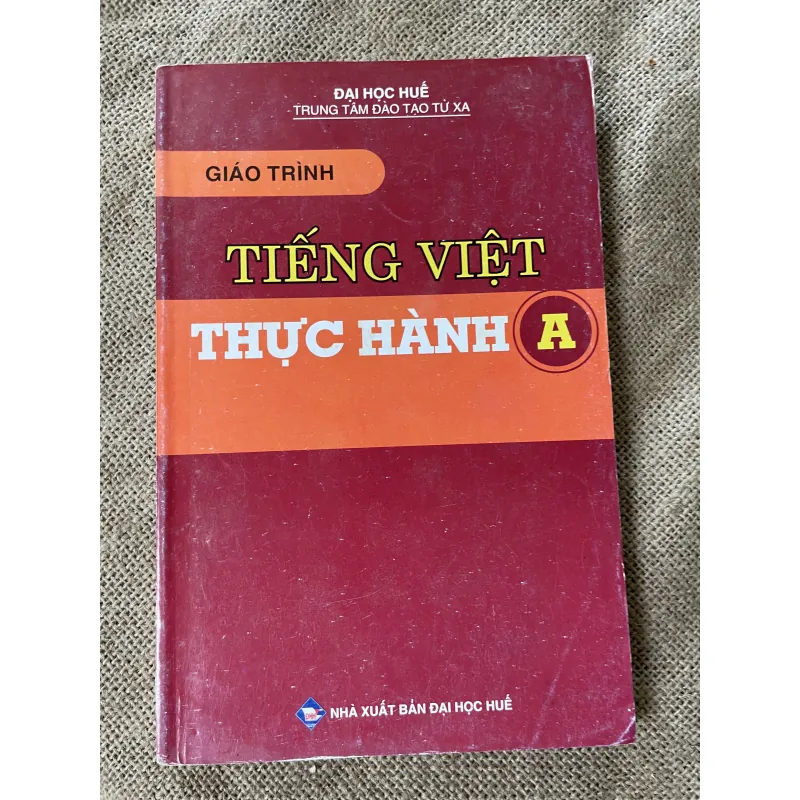 ĐẠI HỌC HUẾ
TRUNG TÂM ĐÀO TẠO TỪ XA
GIÁO TRÌNH
TIẾNG VIỆT
THỰC HÀNH A
NHÀ XUẤT BẢN ĐẠI HỌC HUẾ